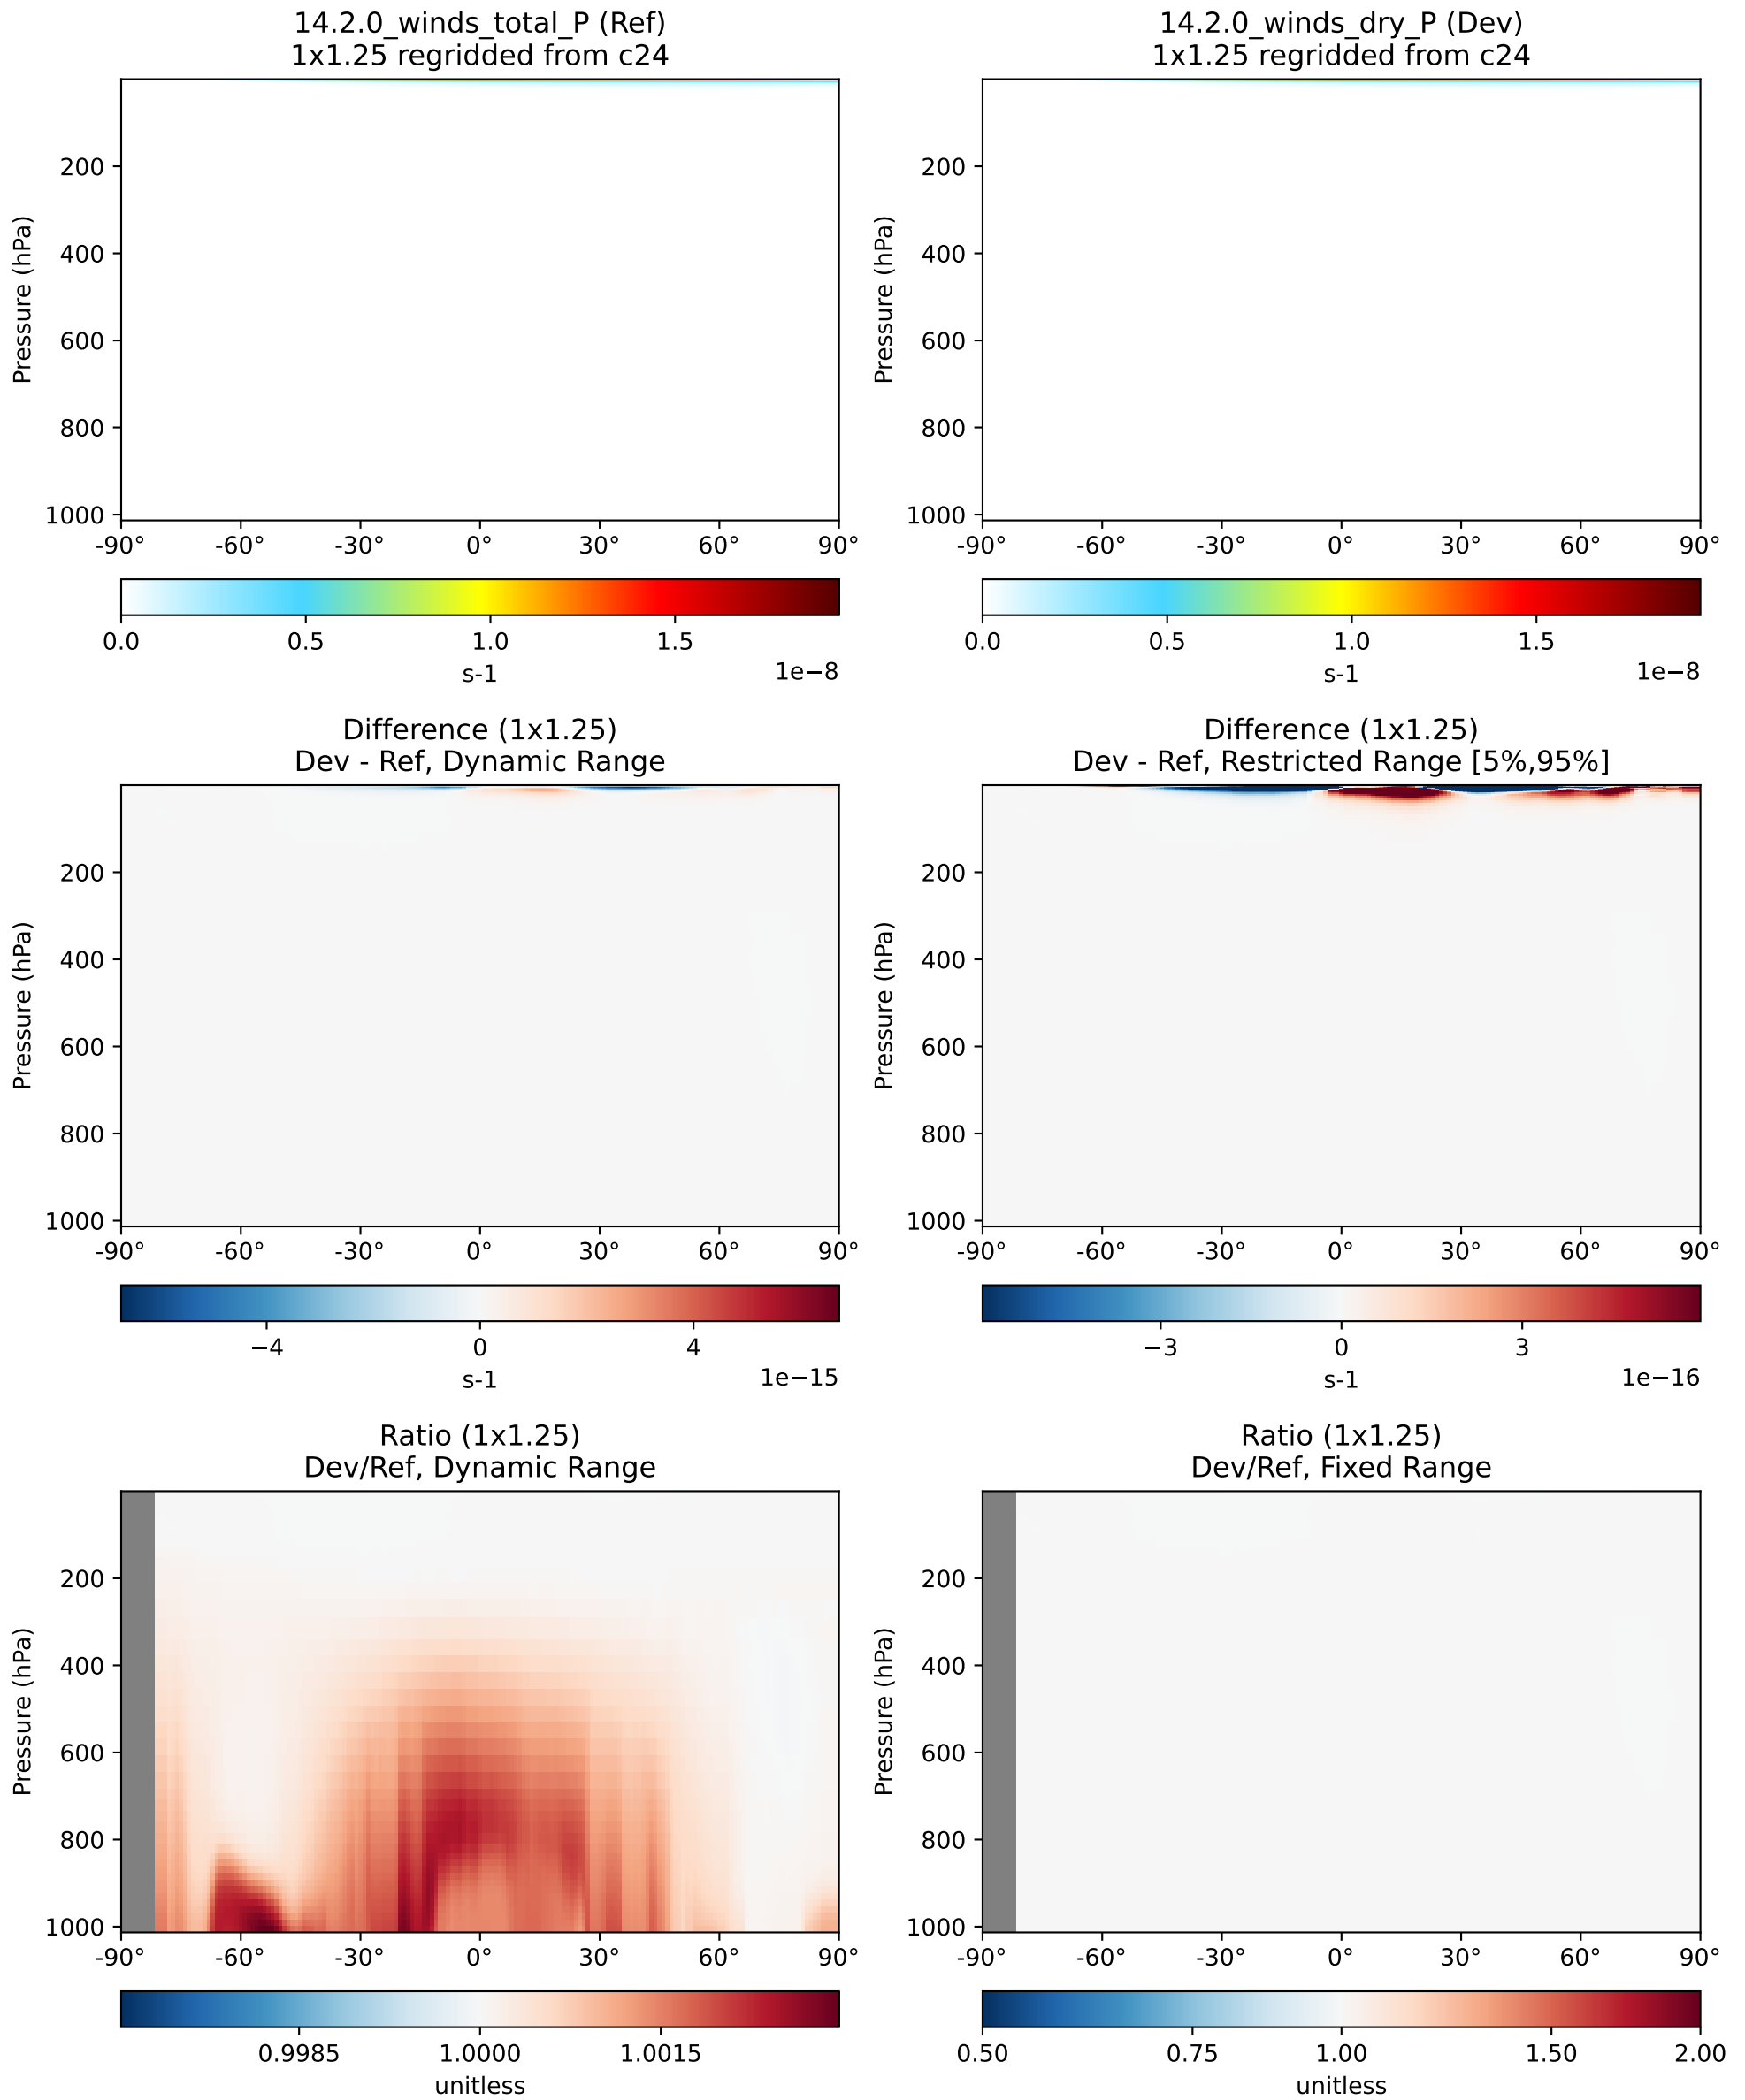 14.2.0_winds_total_P (Ref)
1x1.25 regridded from c24
Pressure (hPa)
200
400
600
800
1000
-90° -60° -30° 0° 30° 60° 90°
0.0 0.5 1.0 1.5
s-1
1e−8
14.2.0_winds_dry_P (Dev)
1x1.25 regridded from c24
Pressure (hPa)
200
400
600
800
1000
-90° -60° -30° 0° 30° 60° 90°
0.0 0.5 1.0 1.5
s-1
1e−8
Difference (1x1.25)
Dev - Ref, Dynamic Range
Pressure (hPa)
200
400
600
800
1000
-90° -60° -30° 0° 30° 60° 90°
−4 0 4
s-1
1e−15
Difference (1x1.25)
Dev - Ref, Restricted Range [5%,95%]
Pressure (hPa)
200
400
600
800
1000
-90° -60° -30° 0° 30° 60° 90°
−3 0 3
s-1
1e−16
Ratio (1x1.25)
Dev/Ref, Dynamic Range
Pressure (hPa)
200
400
600
800
1000
-90° -60° -30° 0° 30° 60° 90°
0.9985 1.0000 1.0015
unitless
Ratio (1x1.25)
Dev/Ref, Fixed Range
Pressure (hPa)
200
400
600
800
1000
-90° -60° -30° 0° 30° 60° 90°
0.50 0.75 1.00 1.50 2.00
unitless